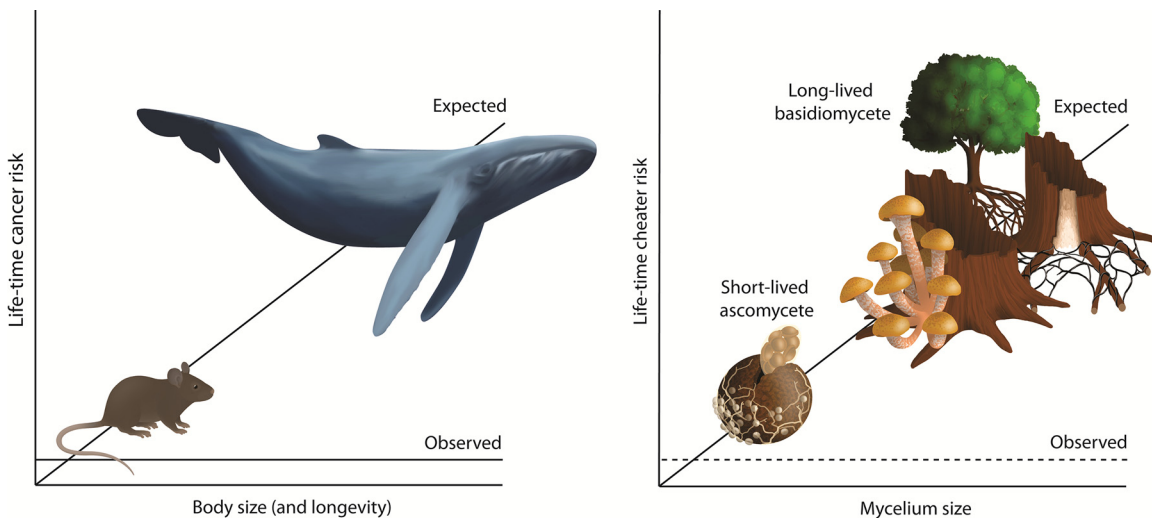 Life-time cancer risk
Expected
Observed
Body size (and longevity)
Life-time cheater risk
Long-lived
basidiomycete
Expected
Short-lived
ascomycete
Observed
Mycelium size